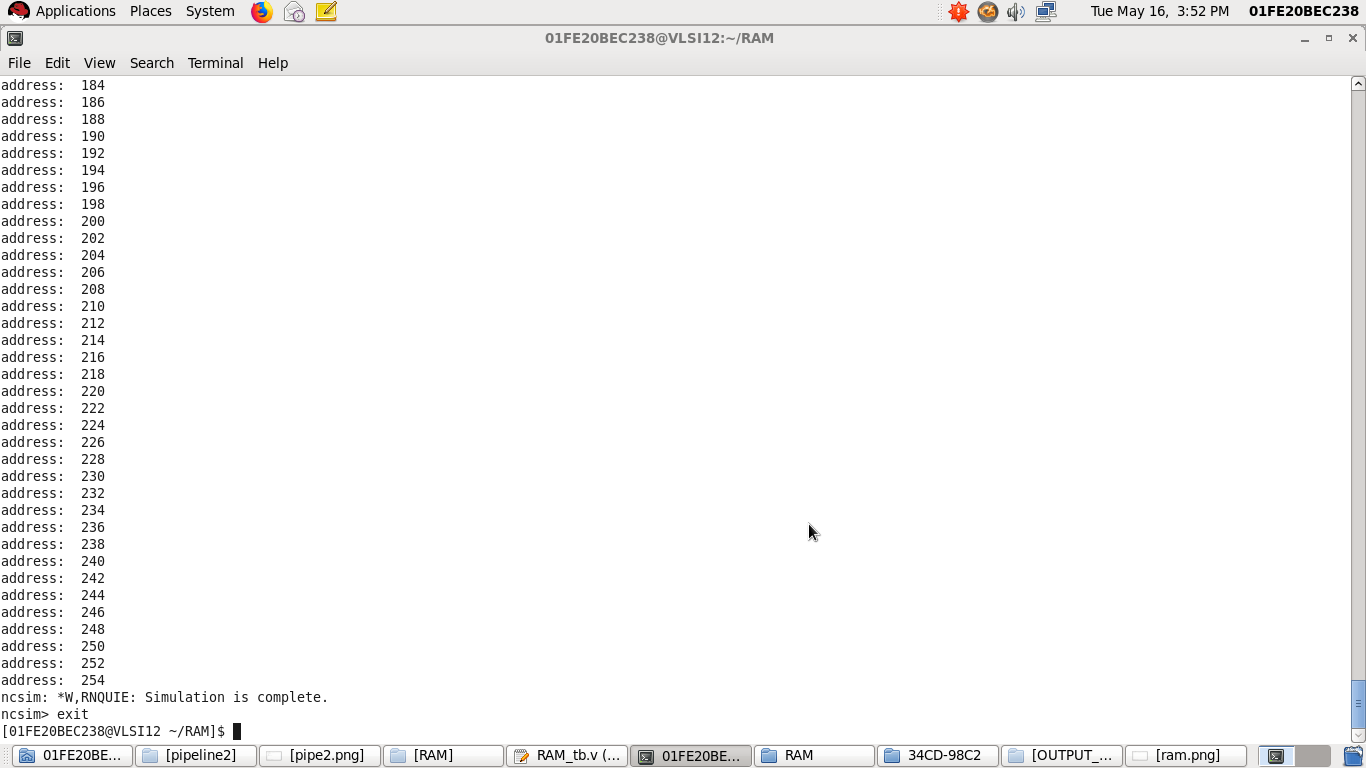 Applications Places System Tue May 16, 3:52 PM 01FE20BEC238
01FE20BEC238@VLSI12:~/RAM
File Edit View Search Terminal Help
address:  184
address:  186
address:  188
address:  190
address:  192
address:  194
address:  196
address:  198
address:  200
address:  202
address:  204
address:  206
address:  208
address:  210
address:  212
address:  214
address:  216
address:  218
address:  220
address:  222
address:  224
address:  226
address:  228
address:  230
address:  232
address:  234
address:  236
address:  238
address:  240
address:  242
address:  244
address:  246
address:  248
address:  250
address:  252
address:  254
ncsim: *W,RNQUIE: Simulation is complete.
ncsim> exit
[01FE20BEC238@VLSI12 ~/RAM]$
01FE20BE... [pipeline2] [pipe2.png] [RAM] RAM_tb.v (... 01FE20BE... RAM 34CD-98C2 [OUTPUT_... [ram.png]